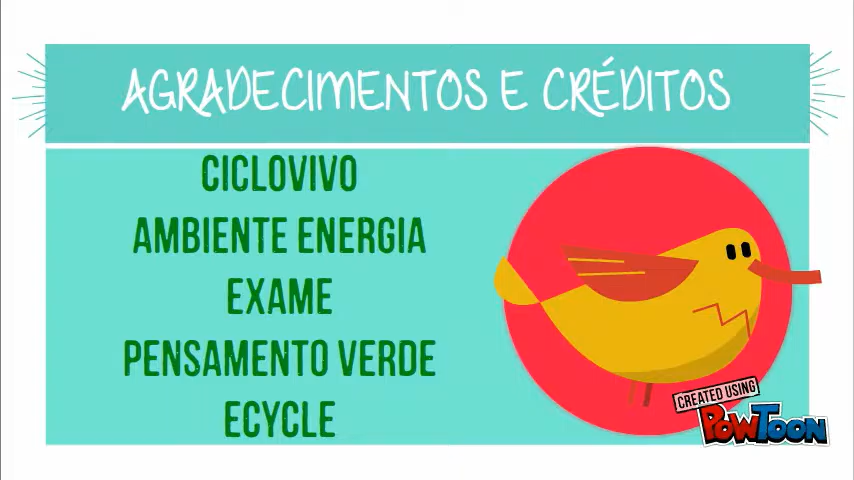 AGRADECIMENTOS E CRÉDITOS
CICLOVIVO
AMBIENTE ENERGIA
EXAME
PENSAMENTO VERDE
ECYCLE
CREATED USING
POWTOON